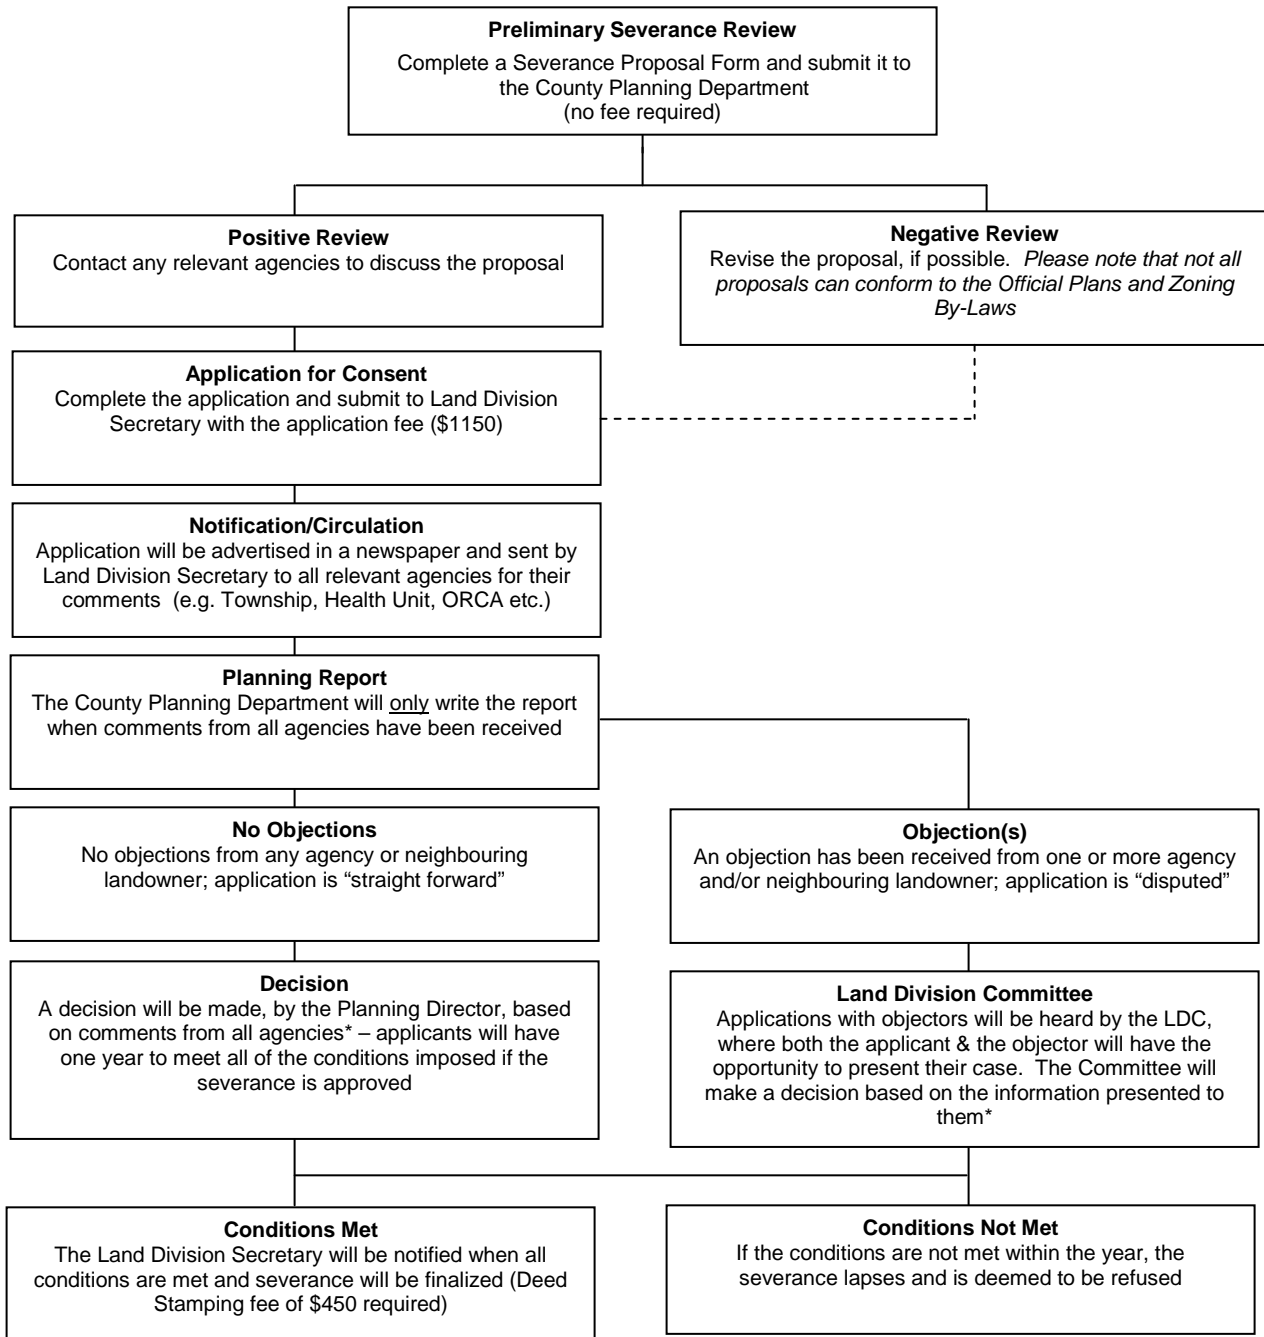 Preliminary Severance Review
Complete a Severance Proposal Form and submit it to
the County Planning Department
(no fee required)
Positive Review
Contact any relevant agencies to discuss the proposal
Negative Review
Revise the proposal, if possible.  Please note that not all
proposals can conform to the Official Plans and Zoning
By-Laws
Application for Consent
Complete the application and submit to Land Division
Secretary with the application fee ($1150)
Notification/Circulation
Application will be advertised in a newspaper and sent by
Land Division Secretary to all relevant agencies for their
comments  (e.g. Township, Health Unit, ORCA etc.)
Planning Report
The County Planning Department will only write the report
when comments from all agencies have been received
No Objections
No objections from any agency or neighbouring
landowner; application is “straight forward”
Objection(s)
An objection has been received from one or more agency
and/or neighbouring landowner; application is “disputed”
Decision
A decision will be made, by the Planning Director, based
on comments from all agencies* – applicants will have
one year to meet all of the conditions imposed if the
severance is approved
Land Division Committee
Applications with objectors will be heard by the LDC,
where both the applicant & the objector will have the
opportunity to present their case.  The Committee will
make a decision based on the information presented to
them*
Conditions Met
The Land Division Secretary will be notified when all
conditions are met and severance will be finalized (Deed
Stamping fee of $450 required)
Conditions Not Met
If the conditions are not met within the year, the
severance lapses and is deemed to be refused